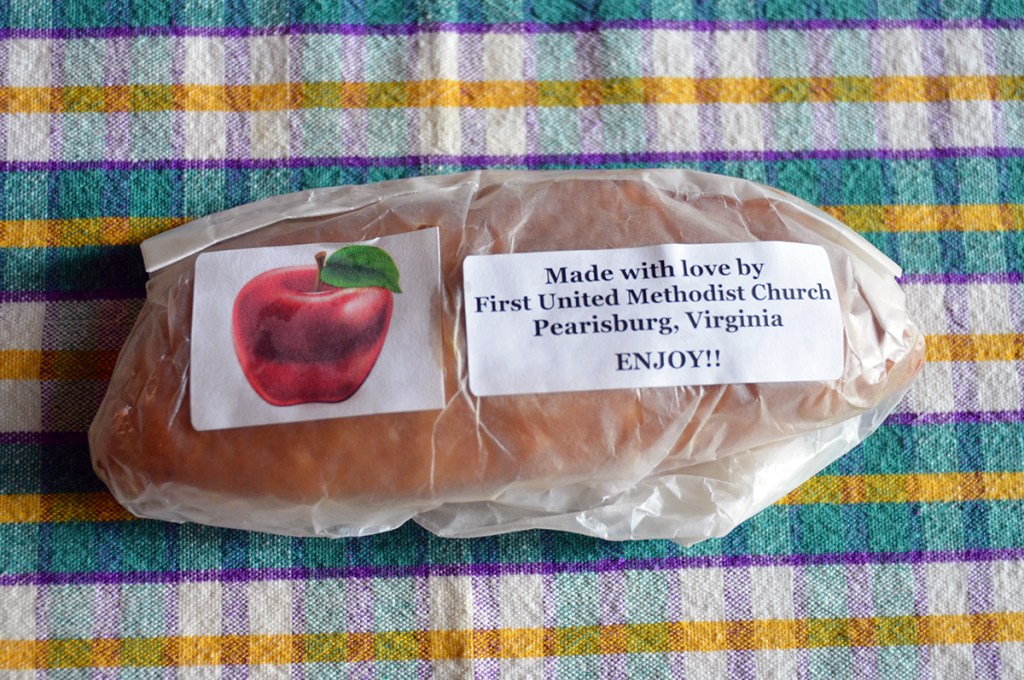 Made with love by
First United Methodist Church
Pearisburg, Virginia
ENJOY!!